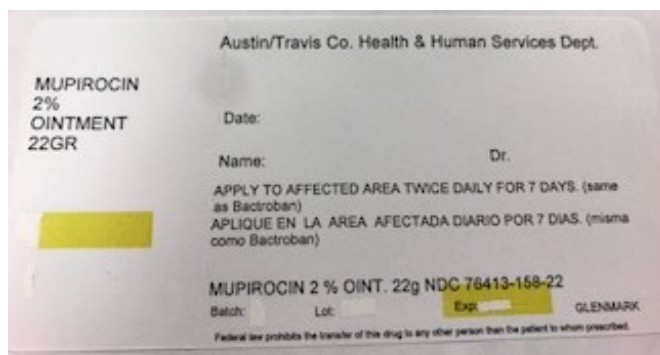 Austin/Travis Co. Health & Human Services Dept.
MUPIROCIN
2%
OINTMENT
22GR
Date:
Name: Dr.
APPLY TO AFFECTED AREA TWICE DAILY FOR 7 DAYS. (same
as Bactroban)
APLIQUE EN LA AREA AFECTADA DIARIO POR 7 DIAS. (misma
como Bactroban)
MUPIROCIN 2 % OINT. 22g NDC 76413-158-22
Batch: Lot: Exp: GLENMARK
Federal law prohibits the transfer of this drug to any other person than the patient to whom prescribed.